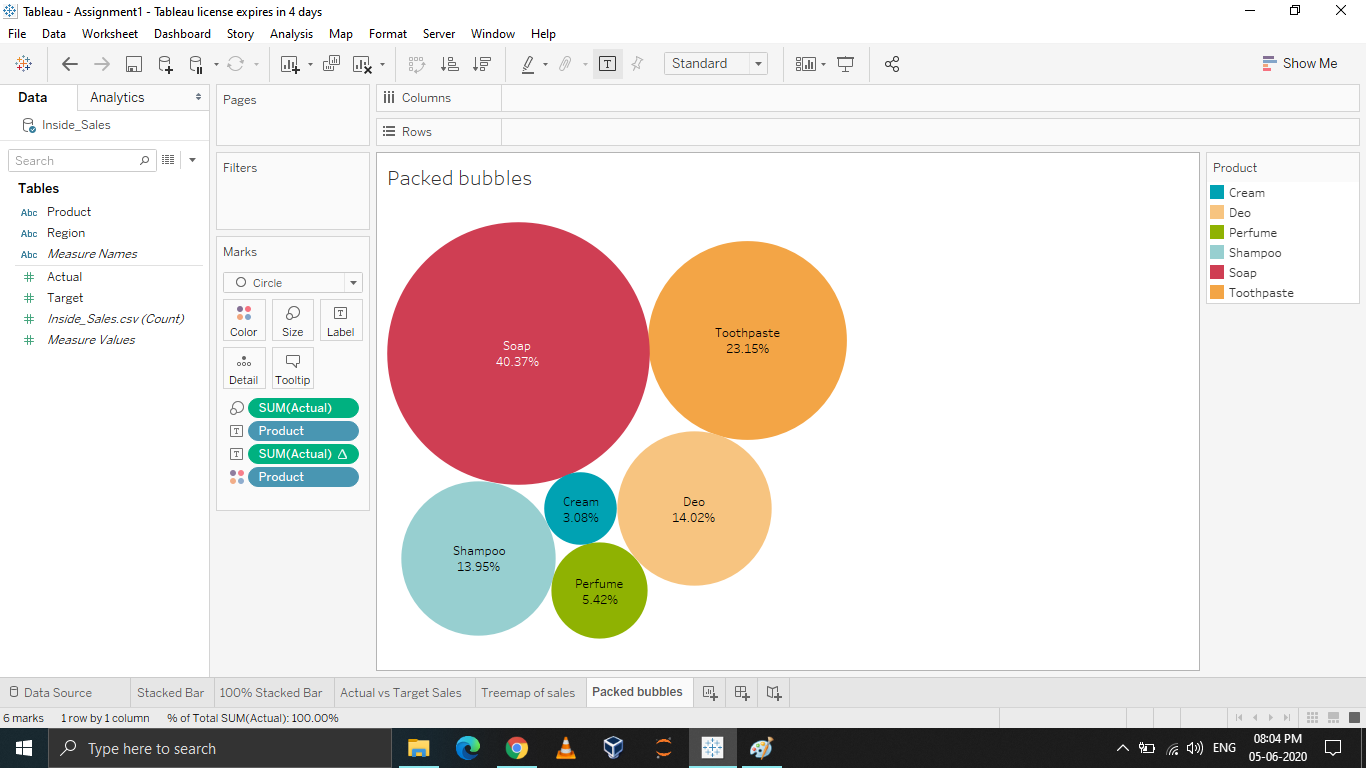 Tableau - Assignment1 - Tableau license expires in 4 days
File Data Worksheet Dashboard Story Analysis Map Format Server Window Help
Standard
Show Me
Data Analytics
Inside_Sales
Search
Tables
Abc Product
Abc Region
Abc Measure Names
# Actual
# Target
# Inside_Sales.csv (Count)
# Measure Values
Pages
Filters
Marks
Circle
Color Size Label
Detail Tooltip
SUM(Actual)
Product
SUM(Actual) Δ
Product
Columns
Rows
Packed bubbles
Soap
40.37%
Toothpaste
23.15%
Cream
3.08%
Deo
14.02%
Shampoo
13.95%
Perfume
5.42%
Product
Cream
Deo
Perfume
Shampoo
Soap
Toothpaste
Data Source Stacked Bar 100% Stacked Bar Actual vs Target Sales Treemap of sales Packed bubbles
6 marks 1 row by 1 column % of Total SUM(Actual): 100.00%
Type here to search
ENG
08:04 PM
05-06-2020